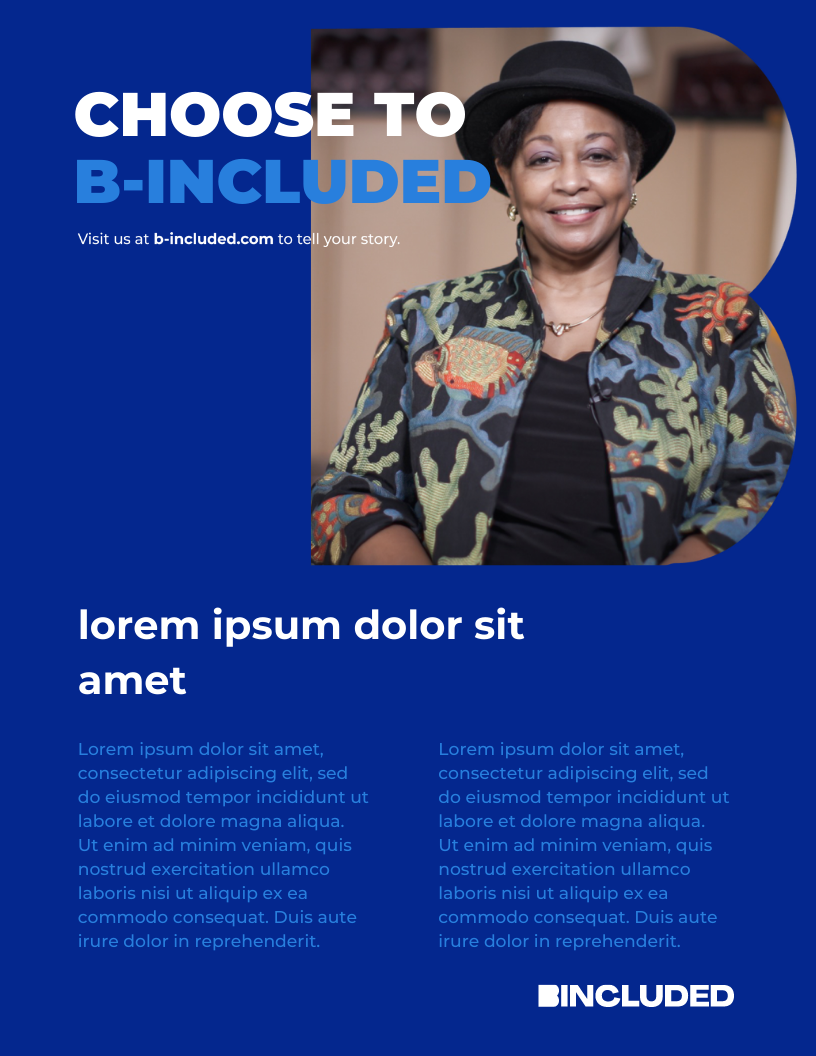 CHOOSE TO
B-INCLUDED
Visit us at b-included.com to tell your story.
lorem ipsum dolor sit
amet
Lorem ipsum dolor sit amet,
consectetur adipiscing elit, sed
do eiusmod tempor incididunt ut
labore et dolore magna aliqua.
Ut enim ad minim veniam, quis
nostrud exercitation ullamco
laboris nisi ut aliquip ex ea
commodo consequat. Duis aute
irure dolor in reprehenderit.
Lorem ipsum dolor sit amet,
consectetur adipiscing elit, sed
do eiusmod tempor incididunt ut
labore et dolore magna aliqua.
Ut enim ad minim veniam, quis
nostrud exercitation ullamco
laboris nisi ut aliquip ex ea
commodo consequat. Duis aute
irure dolor in reprehenderit.
BINCLUDED